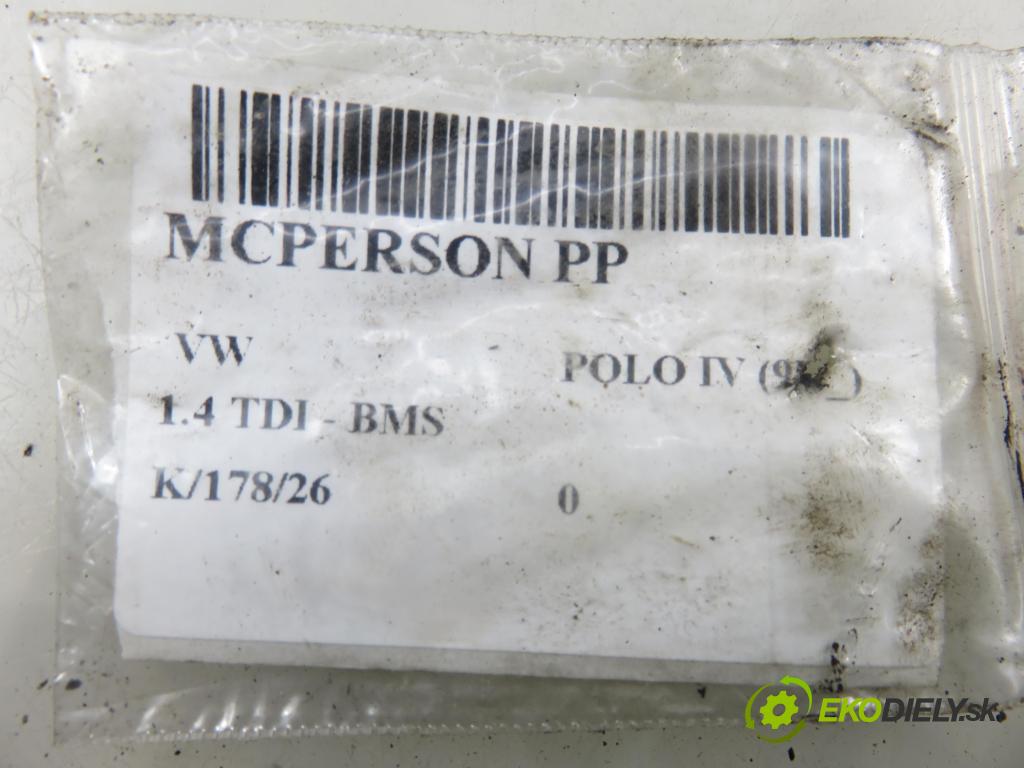 MCPERSON PP
VW POLO IV
1.4 TDI - BMS
K/178/26 0
EKODIELY.sk